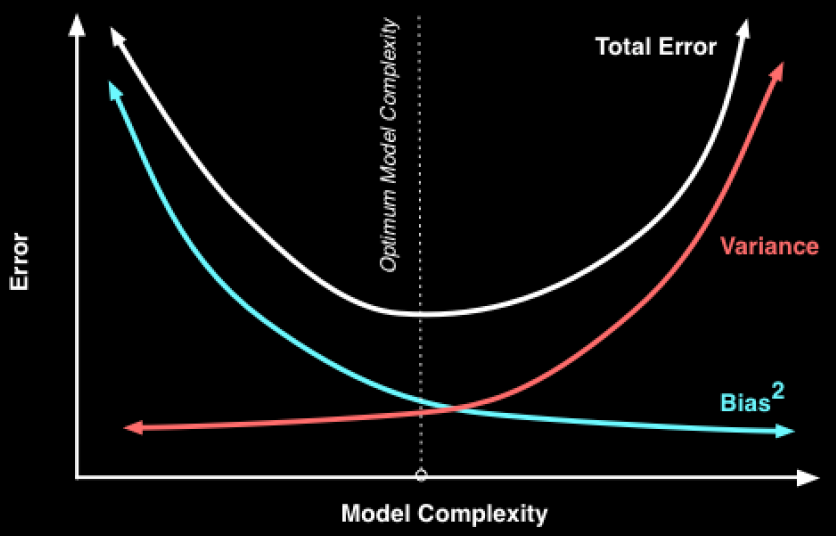 Total Error
Optimum Model Complexity
Error
Variance
Bias²
Model Complexity